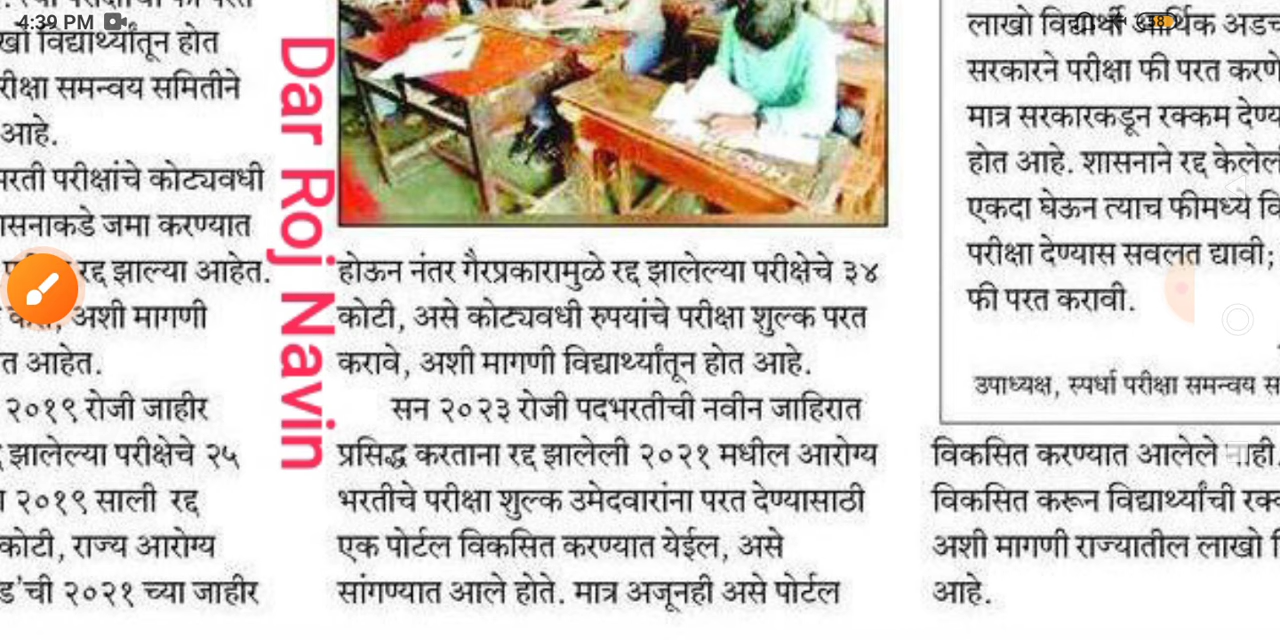 4:39 PM
विद्यार्थ्यांतून होत
परीक्षा समन्वय समितीने
आहे.
भरती परीक्षांचे कोट्यवधी
जमा करण्यात
रद्द झाल्या आहेत.
अशी मागणी
आहेत.
२०१९ रोजी जाहीर
झालेल्या परीक्षेचे २५
२०१९ साली रद्द
कोटी, राज्य आरोग्य
२०२१ च्या जाहीर
Dar Roj Navin
होऊन नंतर गैरप्रकारामुळे रद्द झालेल्या परीक्षेचे ३४
कोटी, असे कोट्यवधी रुपयांचे परीक्षा शुल्क परत
करावे, अशी मागणी विद्यार्थ्यांतून होत आहे.
सन २०२३ रोजी पदभरतीची नवीन जाहिरात
प्रसिद्ध करताना रद्द झालेली २०२१ मधील आरोग्य
भरतीचे परीक्षा शुल्क उमेदवारांना परत देण्यासाठी
एक पोर्टल विकसित करण्यात येईल, असे
सांगण्यात आले होते. मात्र अजूनही असे पोर्टल
58
लाखो विद्यार्थी आर्थिक
सरकारने परीक्षा फी परत करणे
मात्र सरकारकडून रक्कम
होत आहे. शासनाने रद्द
एकदा घेऊन त्याच फीमध्ये
परीक्षा देण्यास सवलत द्यावी;
फी परत करावी.
उपाध्यक्ष, स्पर्धा परीक्षा समन्वय
विकसित करण्यात आलेले नाही.
विकसित करून विद्यार्थ्यांची
अशी मागणी राज्यातील लाखो
आहे.